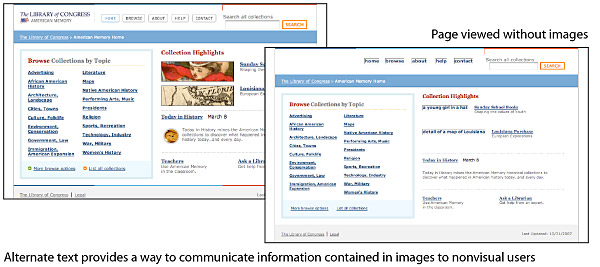 The LIBRARY of CONGRESS
AMERICAN MEMORY
HOME BROWSE ABOUT HELP CONTACT
Search all collections
SEARCH
The Library of Congress » American Memory Home
Browse Collections by Topic
Advertising
African American History
Architecture, Landscape
Cities, Towns
Culture, Folklife
Environment, Conservation
Government, Law
Immigration, American Expansion
Literature
Maps
Native American History
Performing Arts, Music
Presidents
Religion
Sports, Recreation
Technology, Industry
War, Military
Women's History
More browse options
List all collections
Collection Highlights
Sunday S
Shaping the
Louisiana
European Ex
Today in History March 8
Today in History mines the American
collections to discover what happened in
history today, and every day.
Teachers
Use American Memory
in the classroom.
Ask a Lib
Get help from
The Library of Congress | Legal
Page viewed without images
home browse about help contact
Search all collections
SEARCH
The Library of Congress » American Memory Home
Browse Collections by Topic
Advertising
African American History
Architecture, Landscape
Cities, Towns
Culture, Folklife
Environment, Conservation
Government, Law
Immigration, American Expansion
Literature
Maps
Native American History
Performing Arts, Music
Presidents
Religion
Sports, Recreation
Technology, Industry
War, Military
Women's History
More browse options
List all collections
Collection Highlights
a young girl in a hat
Sunday School Books
Shaping the values of youth
detail of a map of Louisiana
Louisiana Purchase
European Explorations
Today in History March 8
Today in History mines the American Memory historical collections to
discover what happened in American history today, and every day.
Teachers
Use American Memory
in the classroom.
Ask a Librarian
Get help from an expert.
The Library of Congress | Legal
Last Updated: 10/31/2007
Alternate text provides a way to communicate information contained in images to nonvisual users